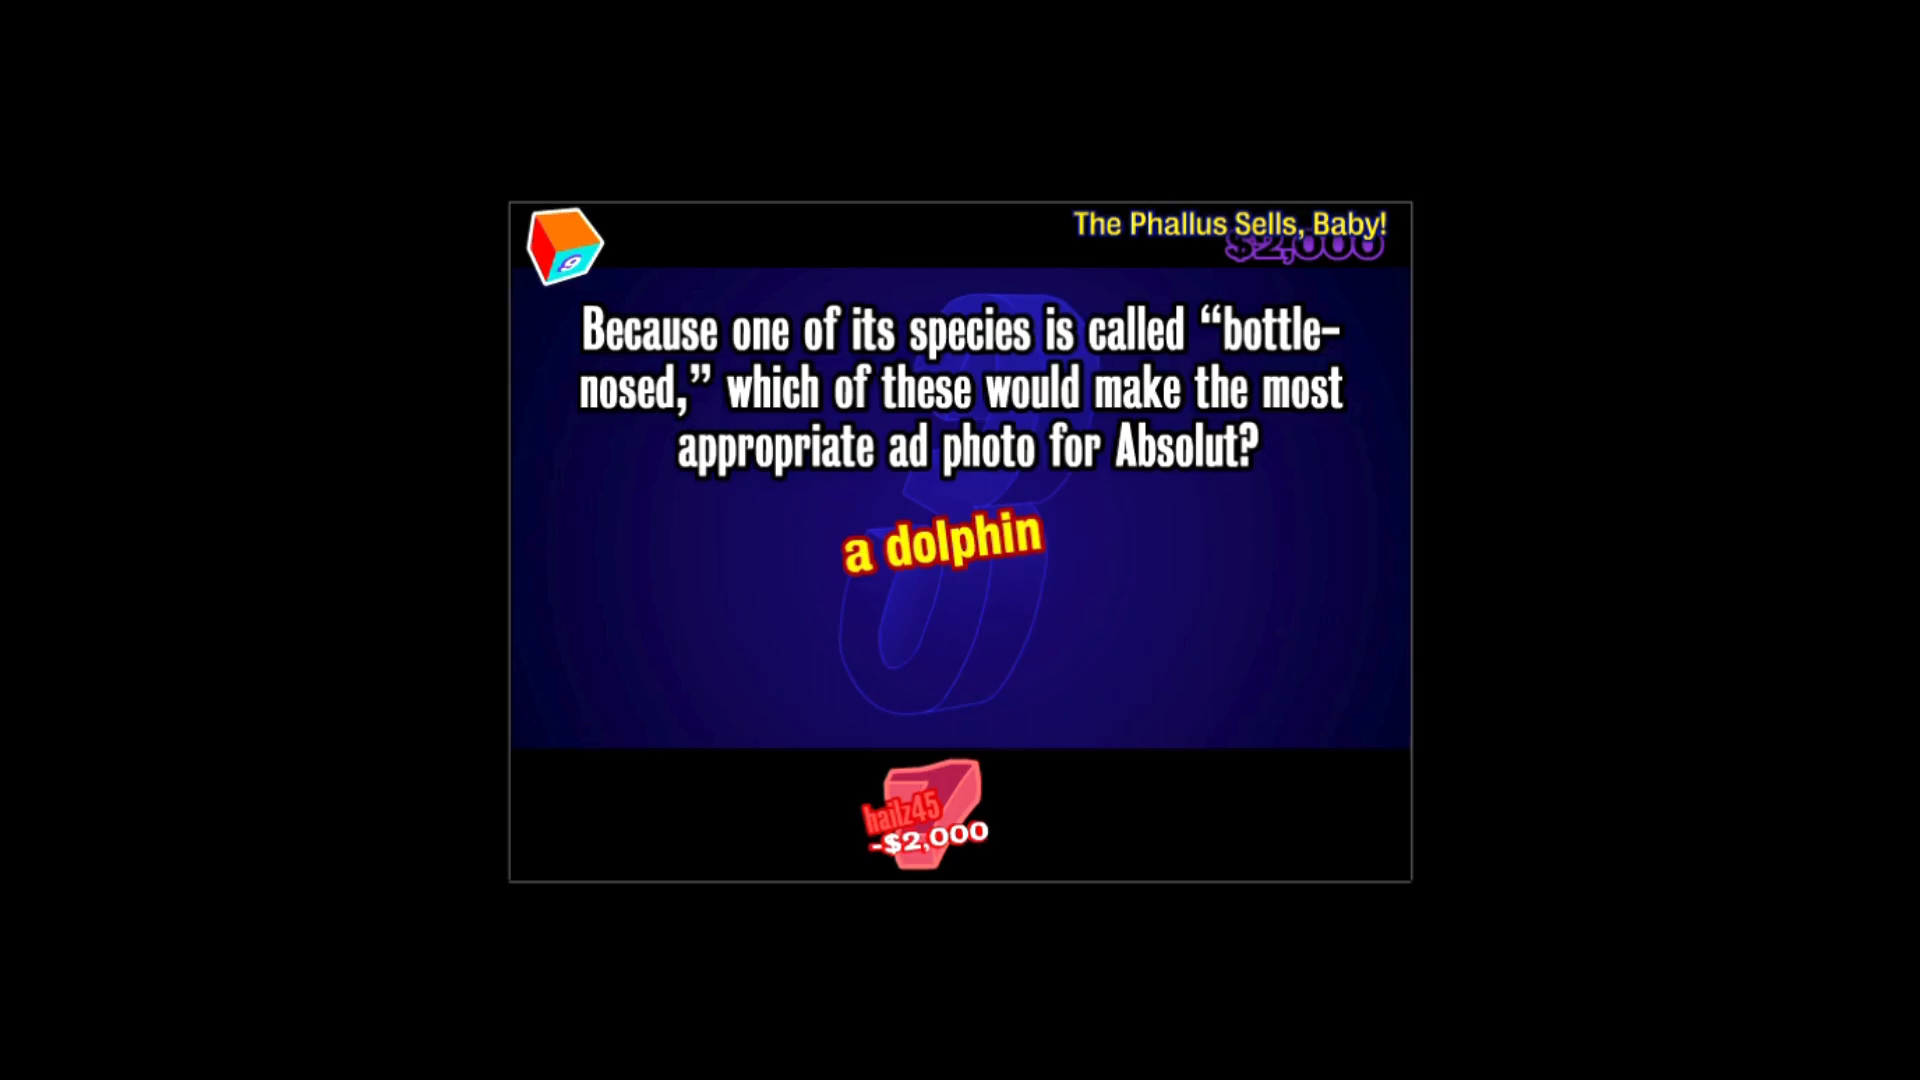 The Phallus Sells, Baby!
$2,000
9
Because one of its species is called “bottle-
nosed,” which of these would make the most
appropriate ad photo for Absolut?
a dolphin
hailz45
-$2,000